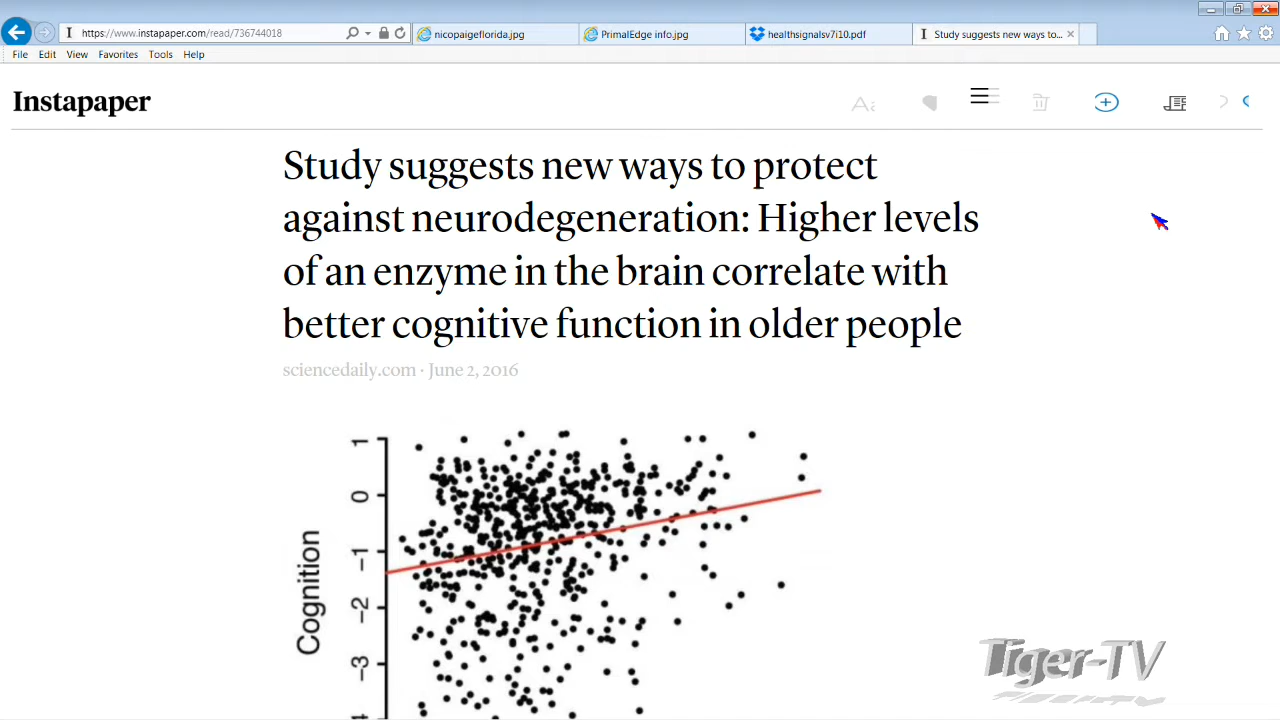 https://www.instapaper.com/read/736744018
nicopaigeflorida.jpg
PrimalEdge info.jpg
healthsignalsv7i10.pdf
Study suggests new ways to...
File Edit View Favorites Tools Help
Instapaper
Study suggests new ways to protect
against neurodegeneration: Higher levels
of an enzyme in the brain correlate with
better cognitive function in older people
sciencedaily.com · June 2, 2016
1
0
−1
−2
−3
Cognition
Tiger-TV